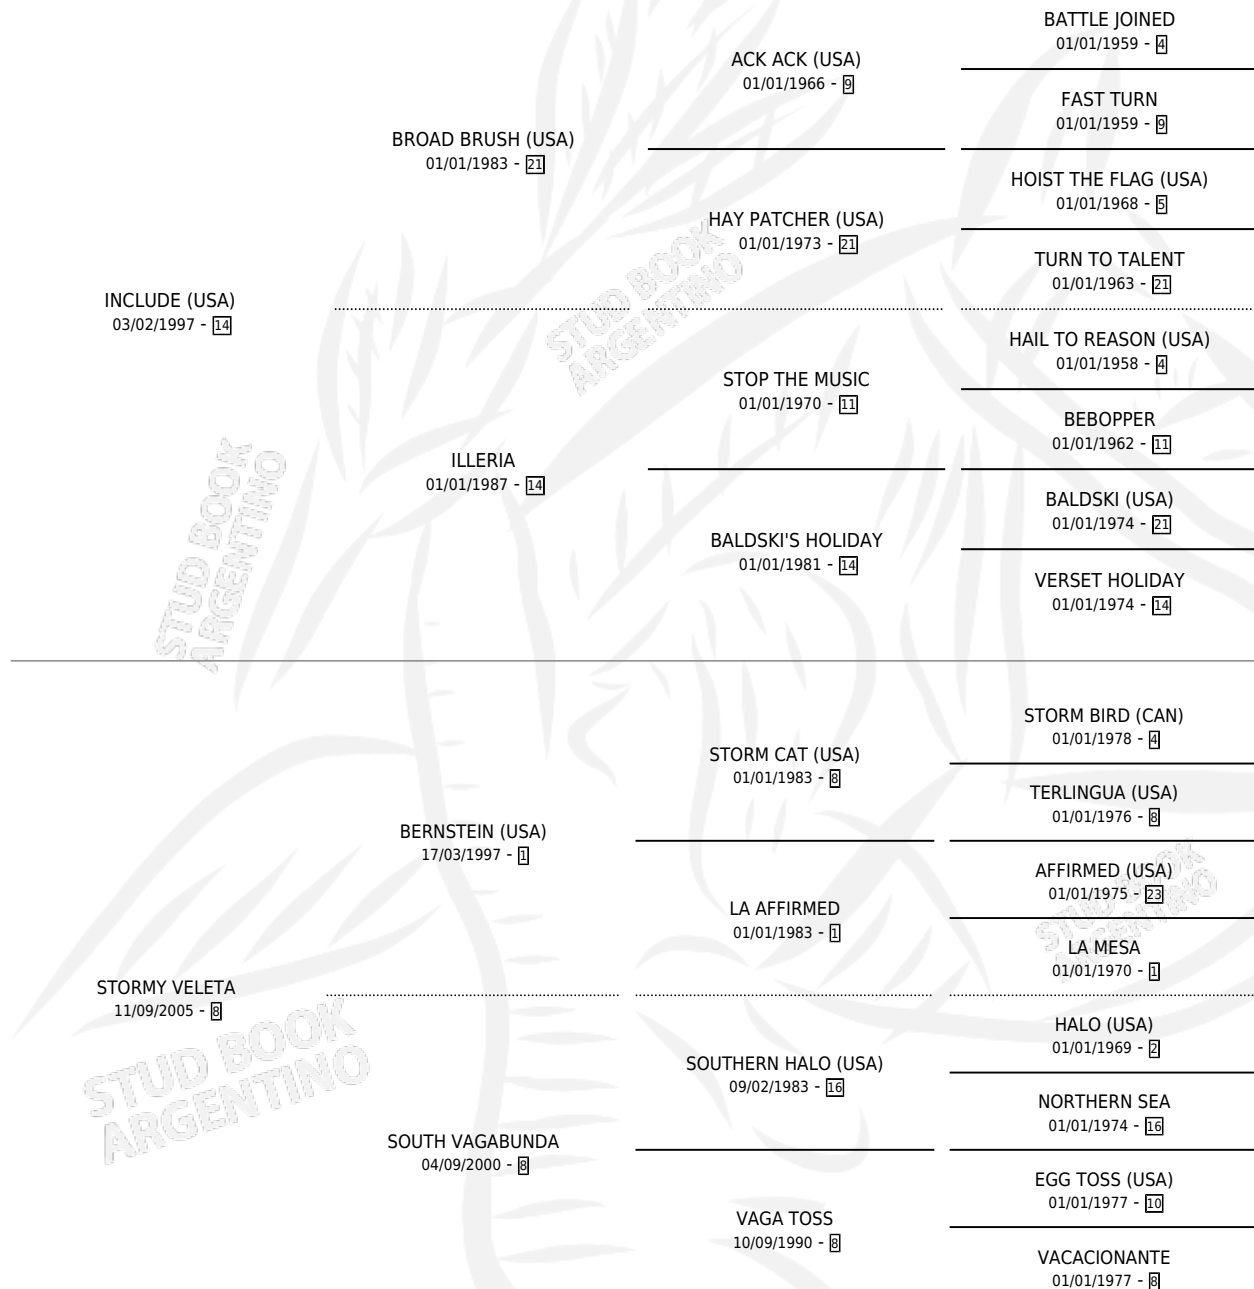 BATTLE JOINED
01/01/1959 - 4
ACK ACK (USA)
01/01/1966 - 9
FAST TURN
01/01/1959 - 9
BROAD BRUSH (USA)
01/01/1983 - 21
HOIST THE FLAG (USA)
01/01/1968 - 5
HAY PATCHER (USA)
01/01/1973 - 21
TURN TO TALENT
01/01/1963 - 21
INCLUDE (USA)
03/02/1997 - 14
HAIL TO REASON (USA)
01/01/1958 - 4
STOP THE MUSIC
01/01/1970 - 11
BEBOPPER
01/01/1962 - 11
ILLERIA
01/01/1987 - 14
BALDSKI (USA)
01/01/1974 - 21
BALDSKI'S HOLIDAY
01/01/1981 - 14
VERSET HOLIDAY
01/01/1974 - 14
STORM BIRD (CAN)
01/01/1978 - 4
STORM CAT (USA)
01/01/1983 - 8
TERLINGUA (USA)
01/01/1976 - 8
BERNSTEIN (USA)
17/03/1997 - 1
AFFIRMED (USA)
01/01/1975 - 23
LA AFFIRMED
01/01/1983 - 1
LA MESA
01/01/1970 - 1
STORMY VELETA
11/09/2005 - 8
HALO (USA)
01/01/1969 - 2
SOUTHERN HALO (USA)
09/02/1983 - 16
NORTHERN SEA
01/01/1974 - 16
SOUTH VAGABUNDA
04/09/2000 - 8
EGG TOSS (USA)
01/01/1977 - 10
VAGA TOSS
10/09/1990 - 8
VACACIONANTE
01/01/1977 - 8
STUD BOOK
ARGENTINO
STUD BOOK
ARGENTINO
STUD BOOK
ARGENTINO
STUD BOOK
ARGENTINO